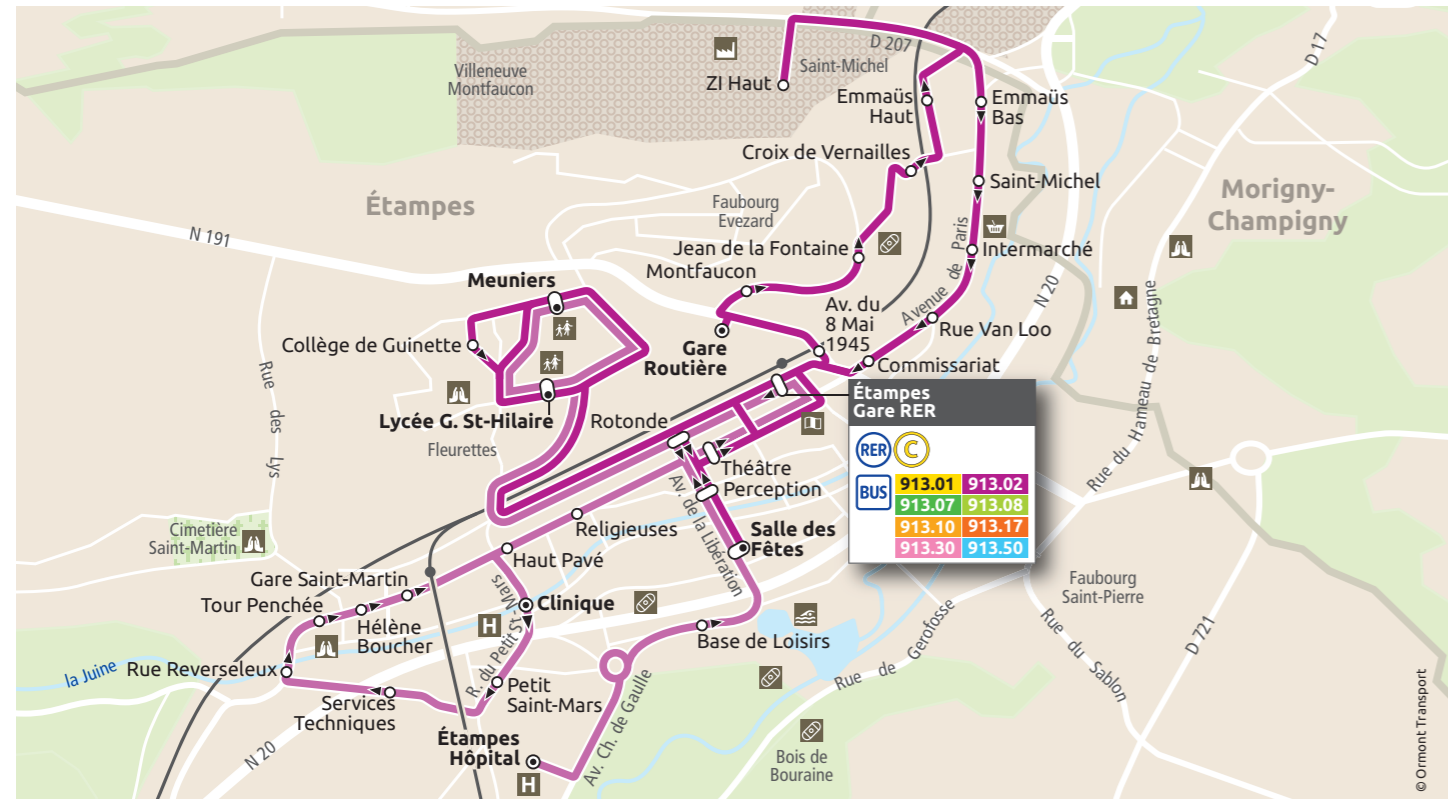 D 207
Saint-Michel
Villeneuve
Montfaucon
ZI Haut
D 17
Emmaüs
Haut
Emmaüs
Bas
Croix de Vernailles
Saint-Michel
Étampes
Morigny-
Champigny
Faubourg
Evezard
N 191
Avenue de Paris
Jean de la Fontaine
Intermarché
Montfaucon
Meuniers
N 20
Rue du Hameau de Bretagne
Av. du
8 Mai
1945
Rue Van Loo
Collège de Guinette
Gare
Routière
Commissariat
Rue des Lys
Étampes
Gare RER
Lycée G. St-Hilaire
Rotonde
Fleurettes
RER C
BUS
913.01 913.02
913.07 913.08
913.10 913.17
913.30 913.50
Théâtre
Perception
Av. de la Libération
Religieuses
Salle des
Fêtes
Cimetière
Saint-Martin
Haut Pavé
Gare Saint-Martin
Tour Penchée
Hélène
Boucher
R. du Petit St-Mars
Clinique
H
Faubourg
Saint-Pierre
Base de Loisirs
la Juine
Rue Reverseleux
Rue de Gerofosse
Rue du Sablon
D 721
Petit
Saint-Mars
Services
Techniques
Av. Ch. de Gaulle
Étampes
Hôpital
H
N 20
Bois de
Bouraine
© Ormont Transport